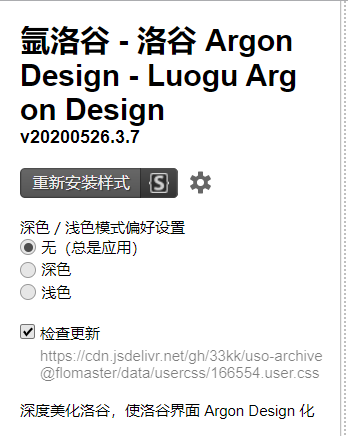 氩洛谷 - 洛谷 Argon
Design - Luogu Arg
on Design
v20200526.3.7
重新安装样式 {S}
深色 / 浅色模式偏好设置
无（总是应用）
深色
浅色
检查更新
https://cdn.jsdelivr.net/gh/33kk/uso-archive
@flomaster/data/usercss/166554.user.css
深度美化洛谷，使洛谷界面 Argon Design 化